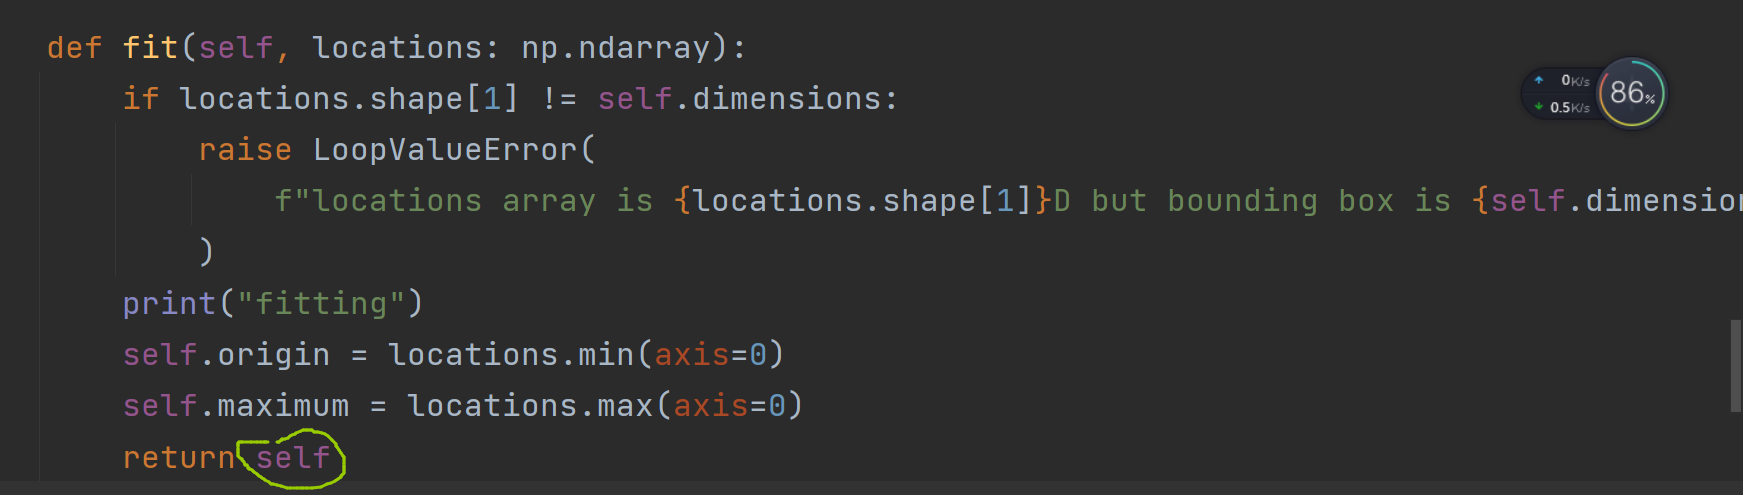 def fit(self, locations: np.ndarray):
if locations.shape[1] != self.dimensions:
raise LoopValueError(
f"locations array is {locations.shape[1]}D but bounding box is {self.dimension
)
print("fitting")
self.origin = locations.min(axis=0)
self.maximum = locations.max(axis=0)
return self
0K/s
0.5K/s
86%